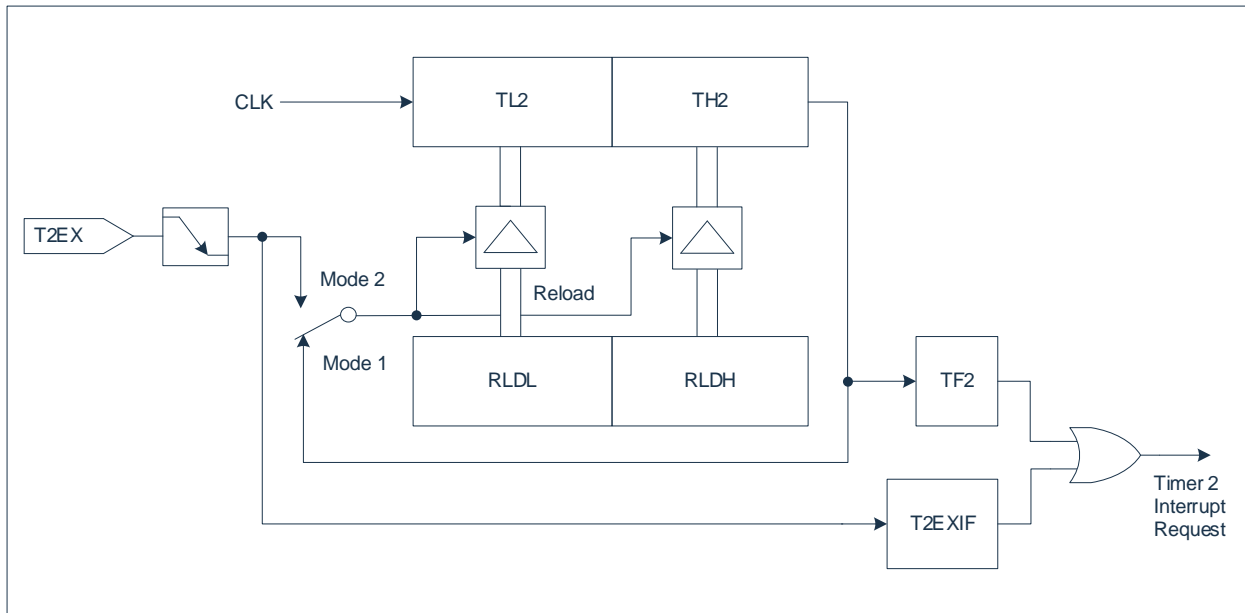 TL2
TH2
CLK
T2EX
Mode 2
Reload
Mode 1
RLDL
RLDH
TF2
T2EXIF
Timer 2
Interrupt
Request